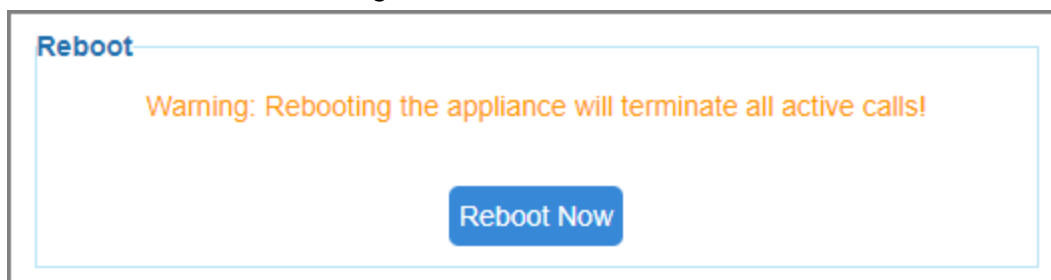 Reboot
Warning: Rebooting the appliance will terminate all active calls!
Reboot Now